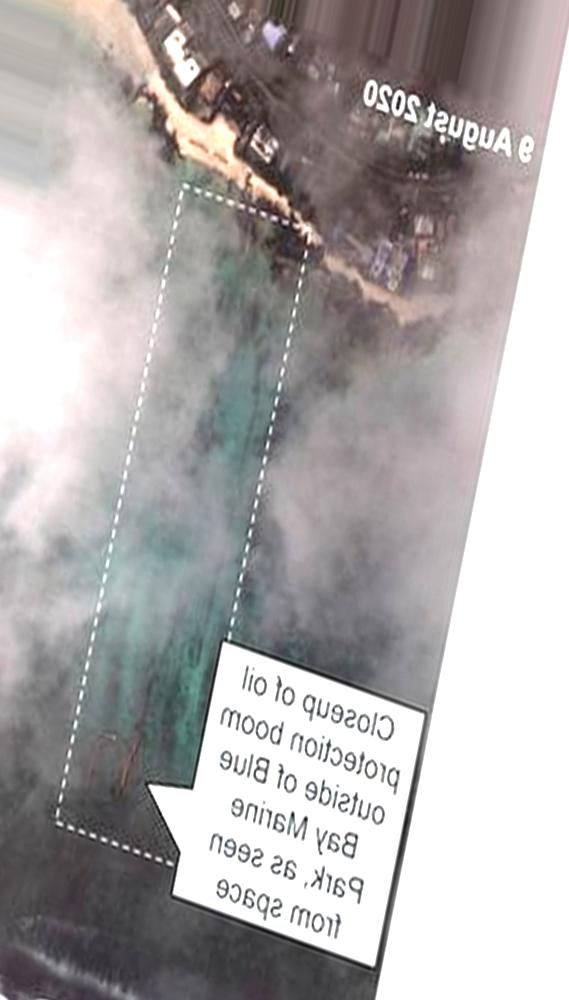 9 August 2020
Closeup of oil
protection boom
outside of Blue
Bay Marine
Park, as seen
from space